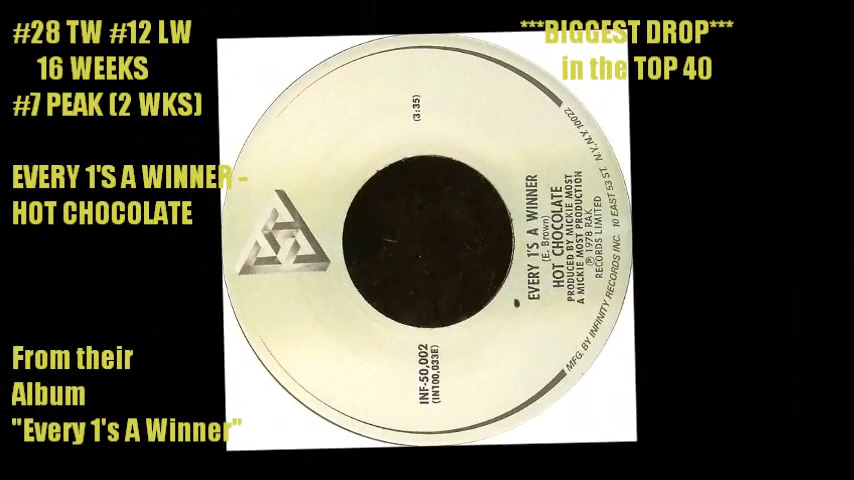 #28 TW #12 LW
16 WEEKS
#7 PEAK (2 WKS)
EVERY 1'S A WINNER -
HOT CHOCOLATE
From their
Album
"Every 1's A Winner"
***BIGGEST DROP***
in the TOP 40
(3:35)
EVERY 1'S A WINNER
(E. Brown)
HOT CHOCOLATE
PRODUCED BY MICKIE MOST
A MICKIE MOST PRODUCTION
℗ 1978 RAK
RECORDS LIMITED
MFG. BY INFINITY RECORDS INC. 10 EAST 53 ST. N.Y., N.Y. 10022
INF-50,002
(IN100,033E)